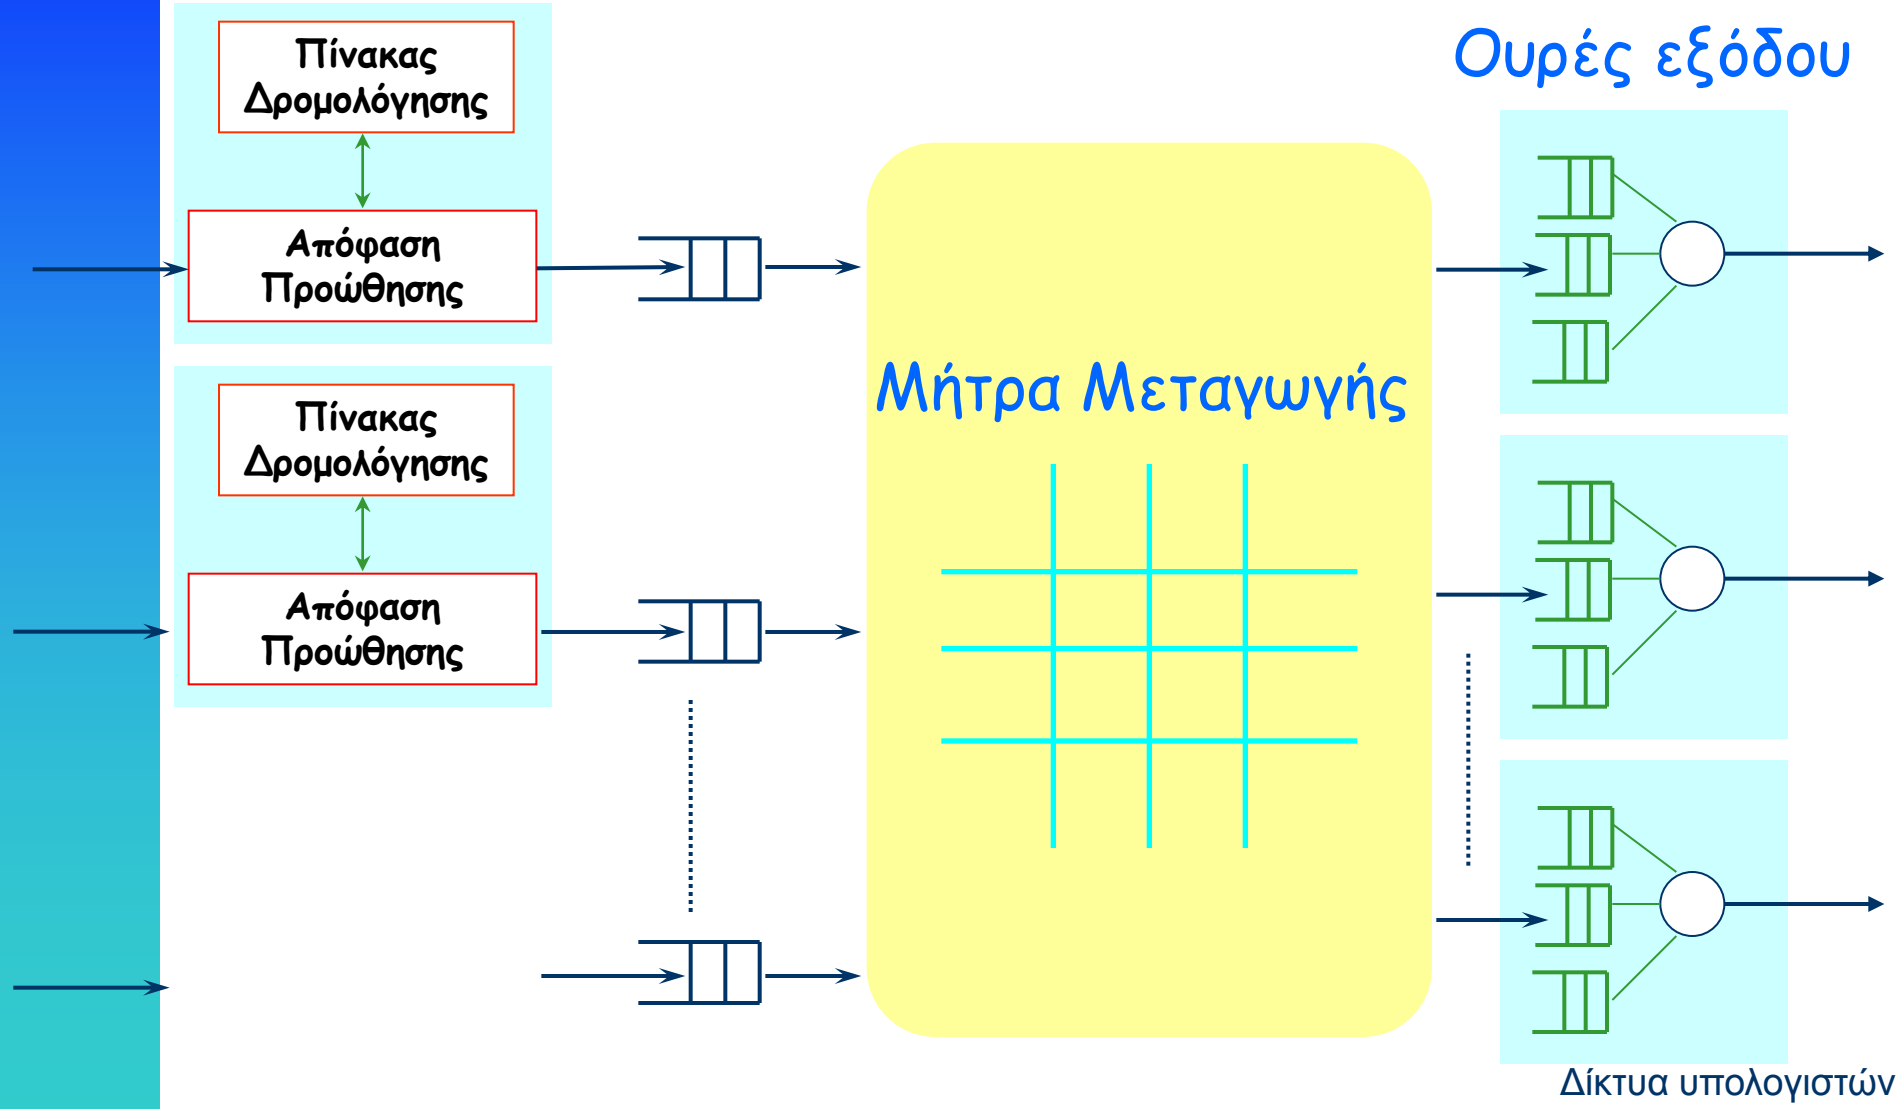 Ουρές εξόδου
Πίνακας
Δρομολόγησης
Απόφαση
Προώθησης
Πίνακας
Δρομολόγησης
Απόφαση
Προώθησης
Μήτρα Μεταγωγής
Δίκτυα υπολογιστών